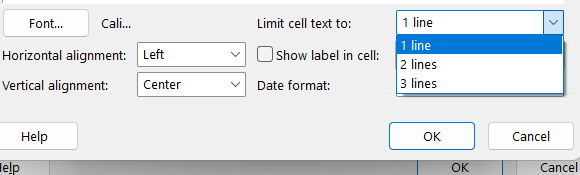 Font... Cali... Limit cell text to: 1 line
1 line
Horizontal alignment: Left Show label in cell:
2 lines
3 lines
Vertical alignment: Center Date format:
Help OK Cancel
Help OK Cancel